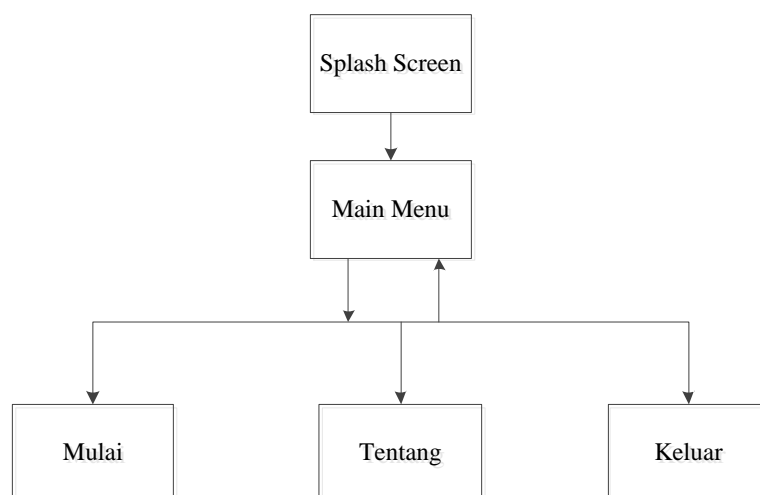 Splash Screen
Main Menu
Mulai
Tentang
Keluar